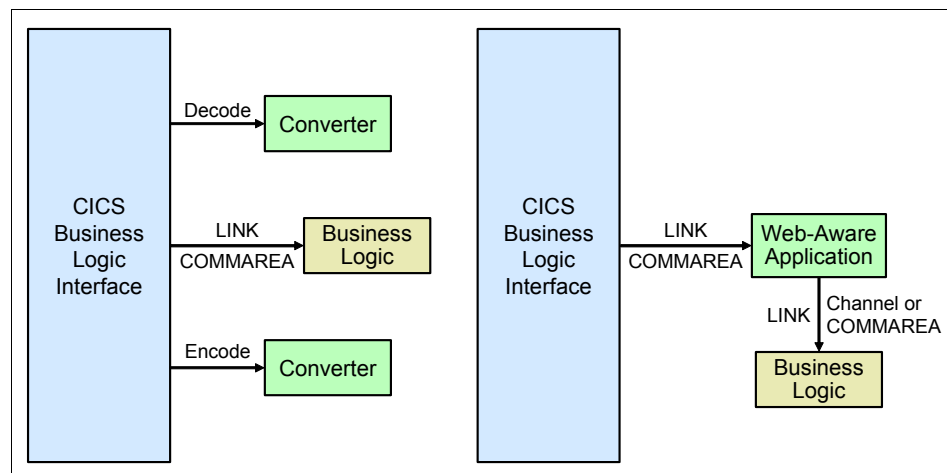 CICS
Business
Logic
Interface
Decode
Converter
LINK
COMMAREA
Business
Logic
Encode
Converter
CICS
Business
Logic
Interface
LINK
COMMAREA
Web-Aware
Application
LINK
Channel or
COMMAREA
Business
Logic